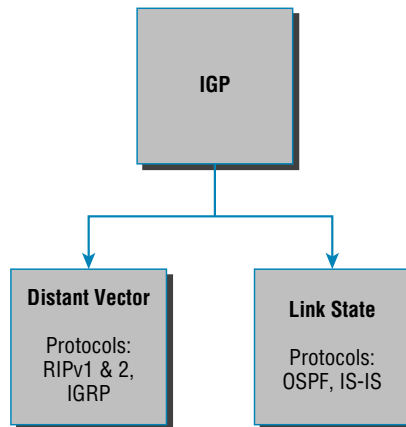 IGP
Distant Vector
Protocols:
RIPv1 & 2,
IGRP
Link State
Protocols:
OSPF, IS-IS